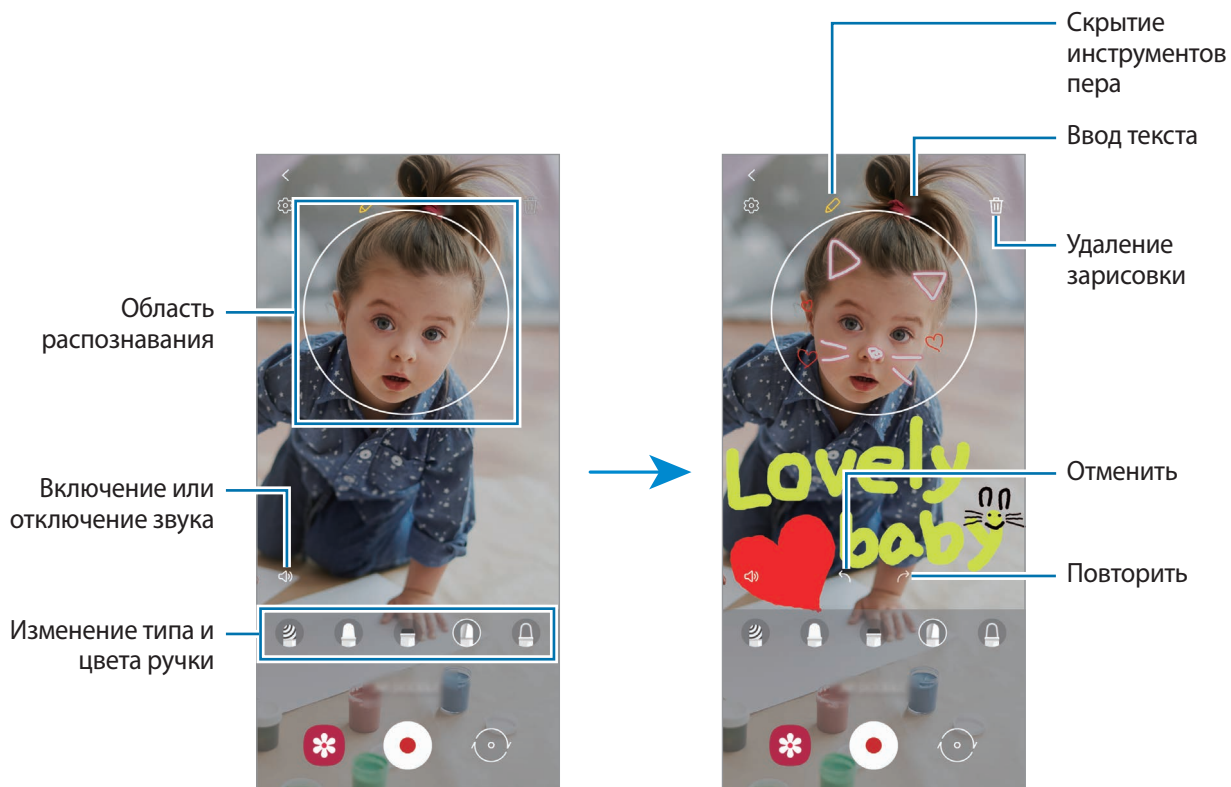 Скрытие
инструментов
пера
Ввод текста
Удаление
зарисовки
Область
распознавания
Lovely
baby
Отменить
Включение или
отключение звука
Повторить
Изменение типа и
цвета ручки